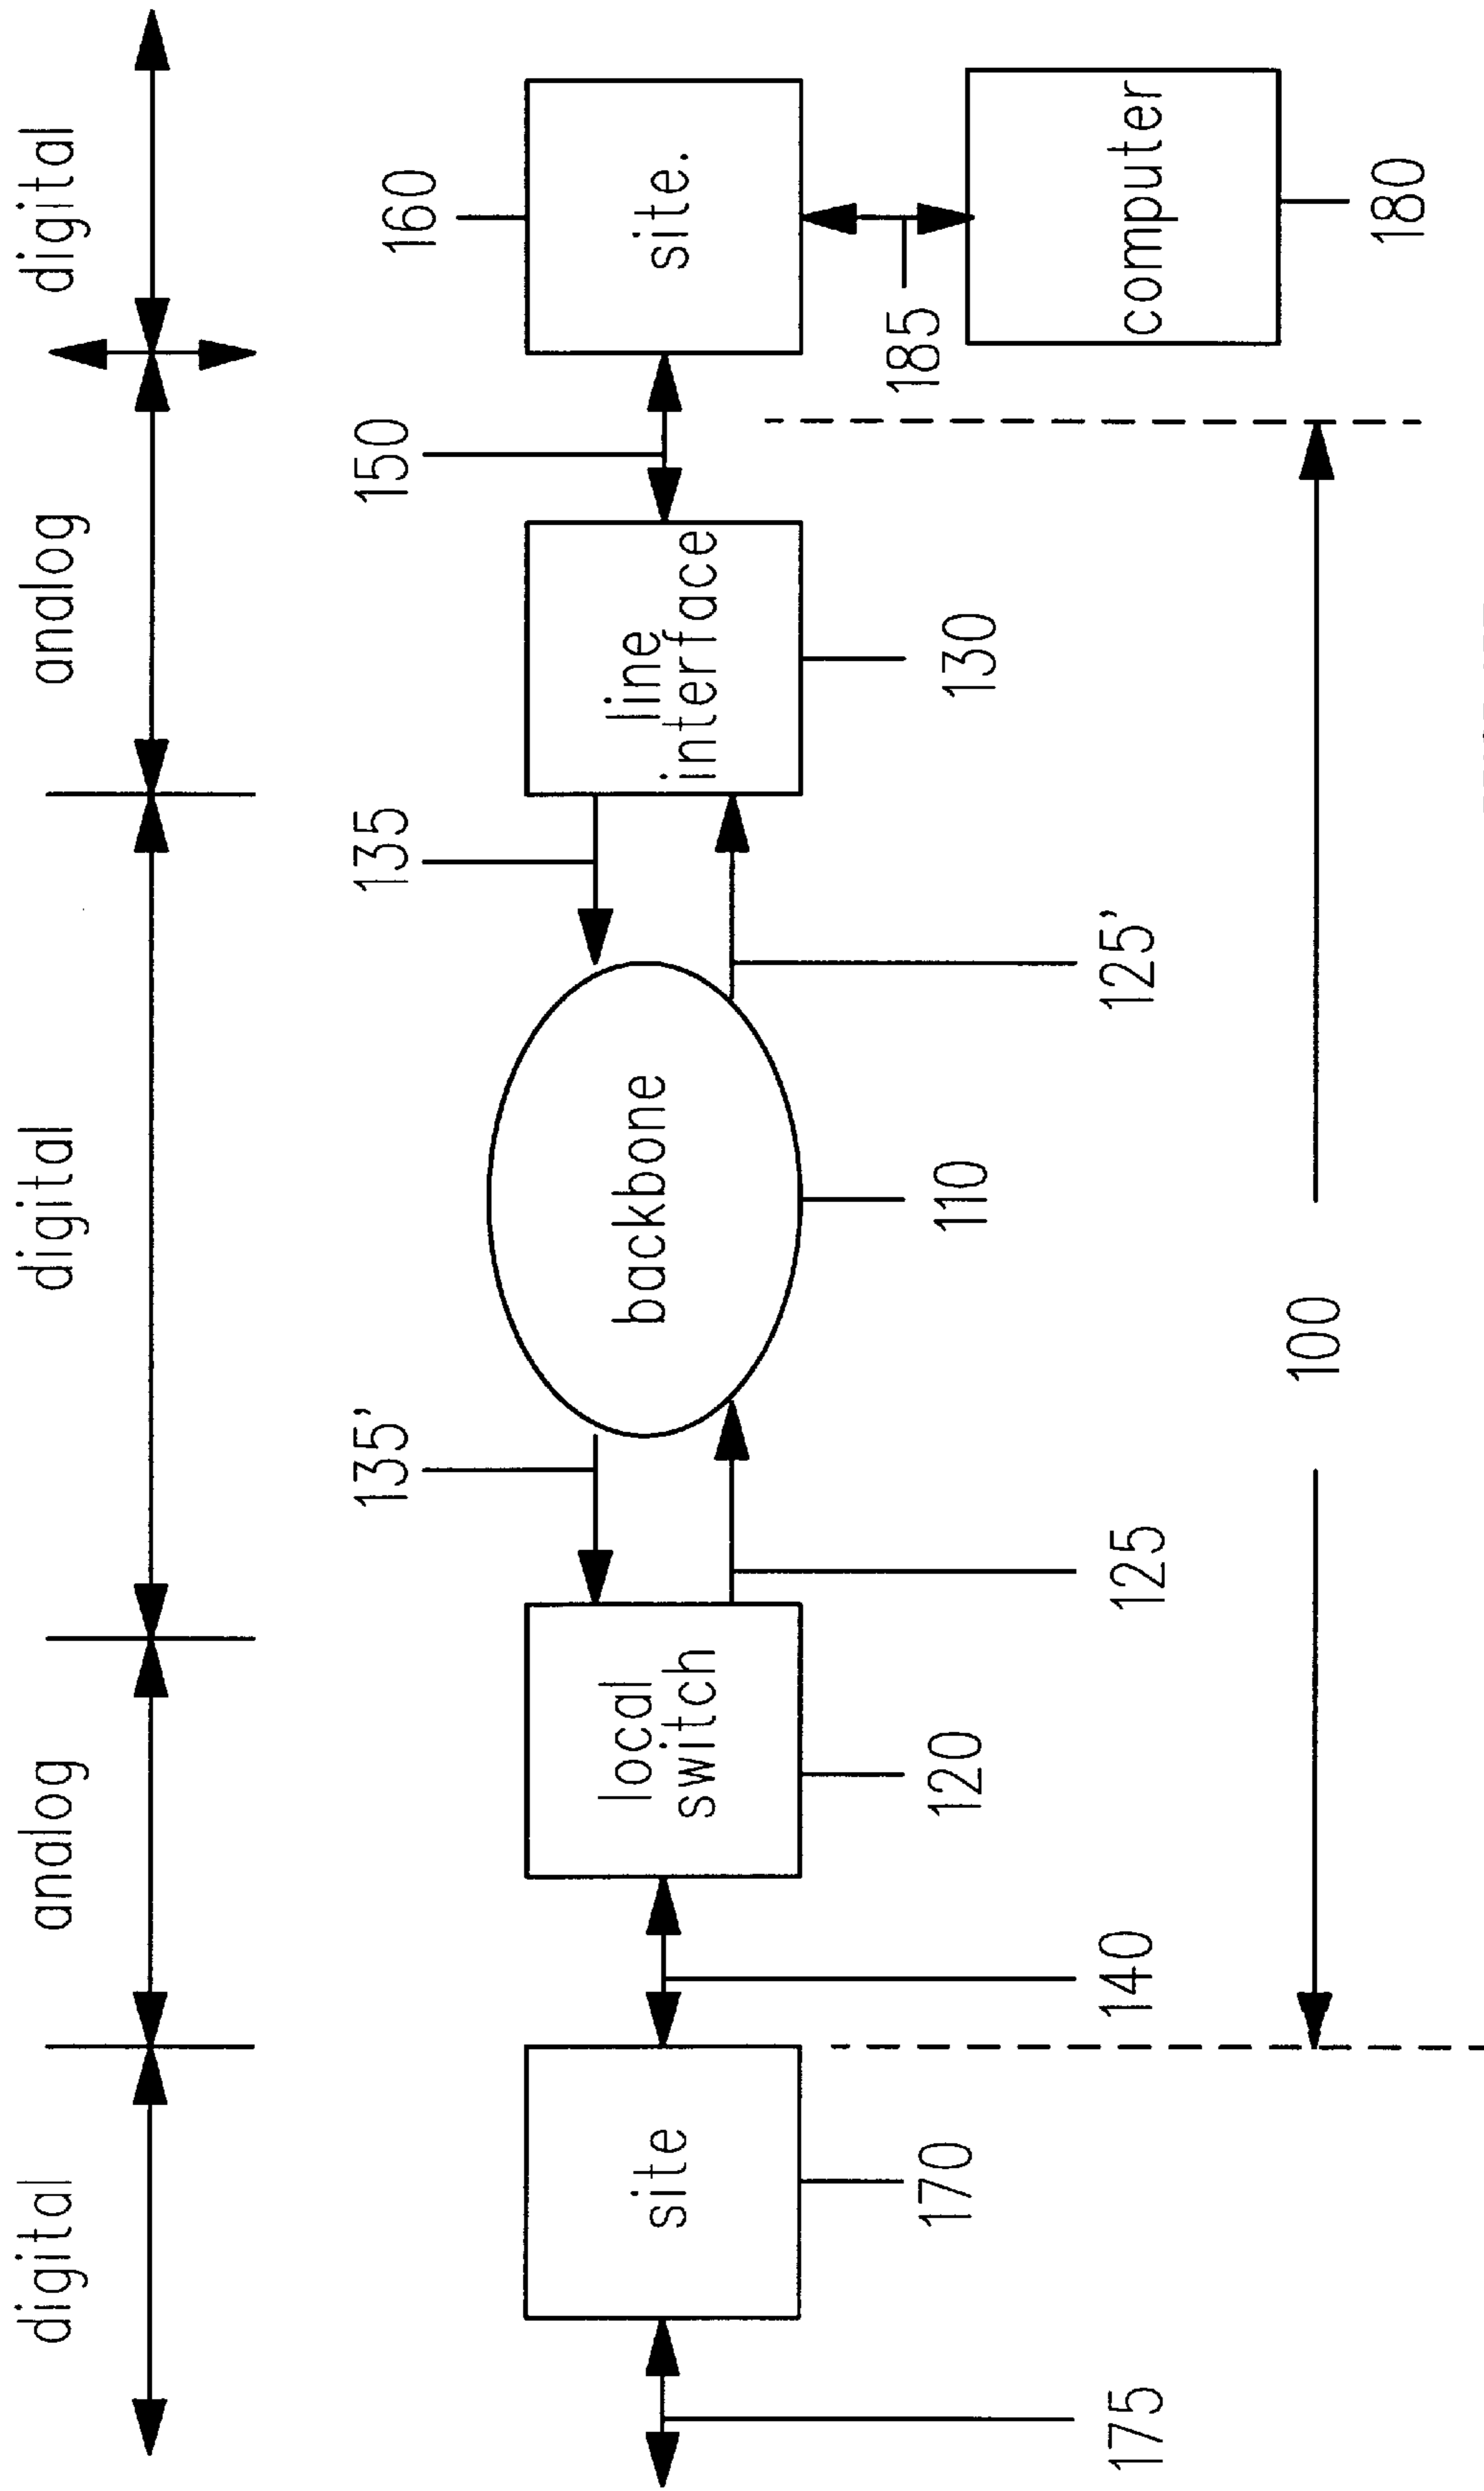 digital
analog
digital
analog
digital
135'
135
150
160
site
local
switch
backbone
line
interface
site.
170
120
110
130
185
computer
175
140
125
125'
180
100